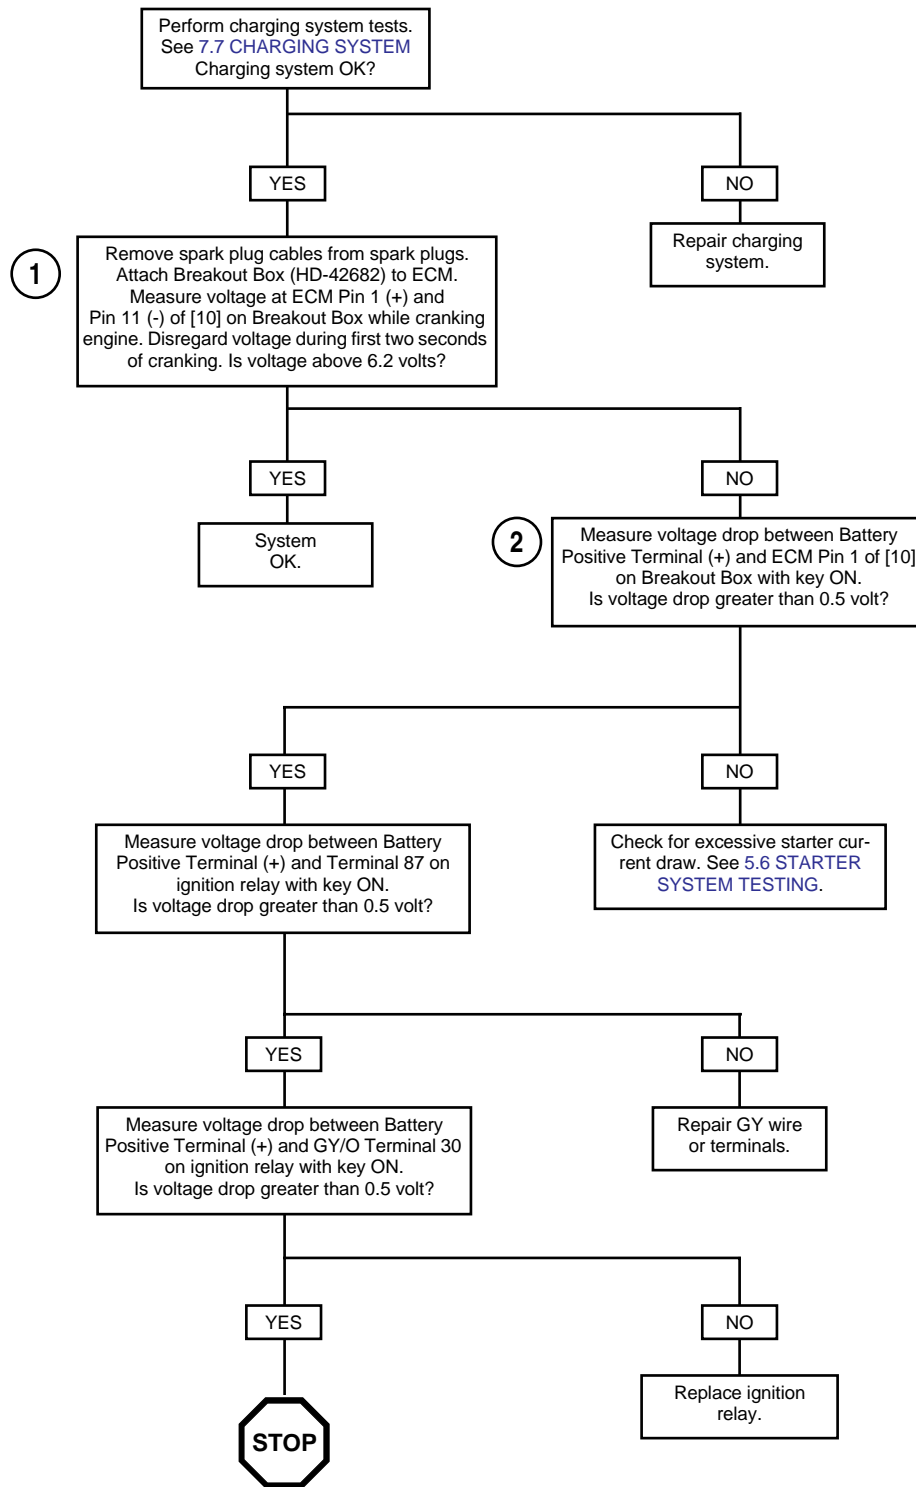 Perform charging system tests.
See 7.7 CHARGING SYSTEM
Charging system OK?
YES
NO
Repair charging
system.
1
Remove spark plug cables from spark plugs.
Attach Breakout Box (HD-42682) to ECM.
Measure voltage at ECM Pin 1 (+) and
Pin 11 (-) of [10] on Breakout Box while cranking
engine. Disregard voltage during first two seconds
of cranking. Is voltage above 6.2 volts?
YES
NO
System
OK.
2
Measure voltage drop between Battery
Positive Terminal (+) and ECM Pin 1 of [10]
on Breakout Box with key ON.
Is voltage drop greater than 0.5 volt?
YES
NO
Measure voltage drop between Battery
Positive Terminal (+) and Terminal 87 on
ignition relay with key ON.
Is voltage drop greater than 0.5 volt?
Check for excessive starter cur-
rent draw. See 5.6 STARTER
SYSTEM TESTING.
YES
NO
Measure voltage drop between Battery
Positive Terminal (+) and GY/O Terminal 30
on ignition relay with key ON.
Is voltage drop greater than 0.5 volt?
Repair GY wire
or terminals.
YES
NO
STOP
Replace ignition
relay.